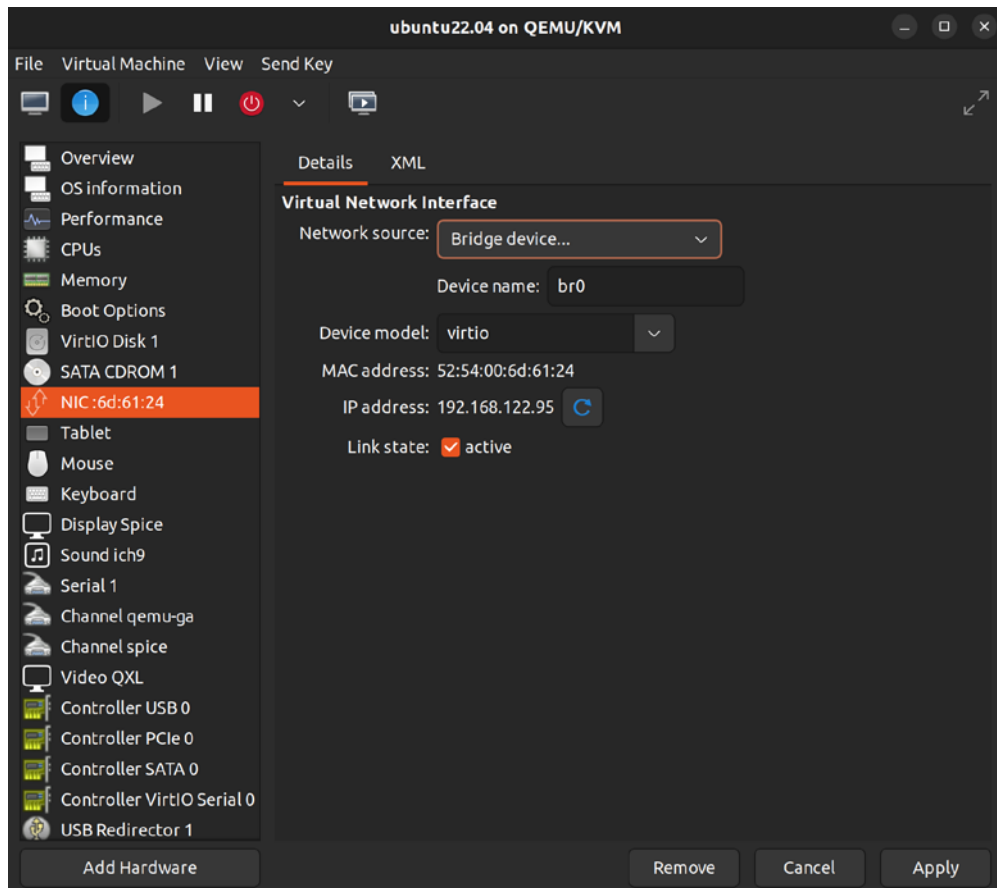 ubuntu22.04 on QEMU/KVM
File Virtual Machine View Send Key
Overview
OS information
Performance
CPUs
Memory
Boot Options
VirtIO Disk 1
SATA CDROM 1
NIC :6d:61:24
Tablet
Mouse
Keyboard
Display Spice
Sound ich9
Serial 1
Channel qemu-ga
Channel spice
Video QXL
Controller USB 0
Controller PCIe 0
Controller SATA 0
Controller VirtIO Serial 0
USB Redirector 1
Add Hardware
Details XML
Virtual Network Interface
Network source: Bridge device...
Device name: br0
Device model: virtio
MAC address: 52:54:00:6d:61:24
IP address: 192.168.122.95
Link state: active
Remove Cancel Apply